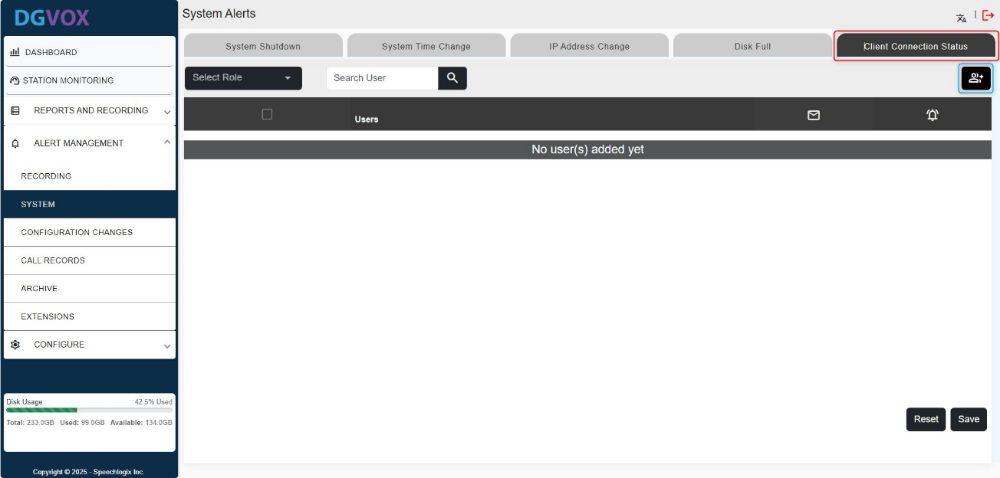 DGVOX
System Alerts
DASHBOARD
STATION MONITORING
REPORTS AND RECORDING
ALERT MANAGEMENT
RECORDING
SYSTEM
CONFIGURATION CHANGES
CALL RECORDS
ARCHIVE
EXTENSIONS
CONFIGURE
Disk Usage 42.5% Used
Total: 233.0GB Used: 99.0GB Available: 134.0GB
Copyright © 2025 - Speechlogix Inc.
System Shutdown System Time Change IP Address Change Disk Full Client Connection Status
Select Role Search User
Users
No user(s) added yet
Reset Save